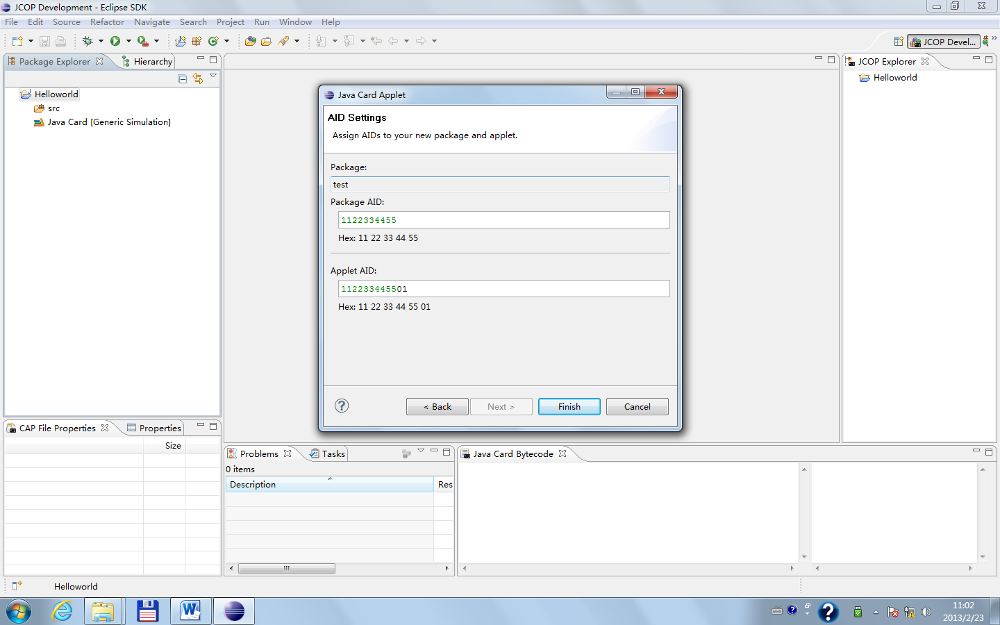 JCOP Development - Eclipse SDK
File Edit Source Refactor Navigate Search Project Run Window Help
JCOP Devel...
Package Explorer
Hierarchy
Helloworld
src
Java Card [Generic Simulation]
JCOP Explorer
Helloworld
Java Card Applet
AID Settings
Assign AIDs to your new package and applet.
Package:
test
Package AID:
1122334455
Hex: 11 22 33 44 55
Applet AID:
112233445501
Hex: 11 22 33 44 55 01
< Back
Next >
Finish
Cancel
CAP File Properties
Properties
Size
Problems
Tasks
0 items
Description
Res
Java Card Bytecode
Helloworld
11:02
2013/2/23